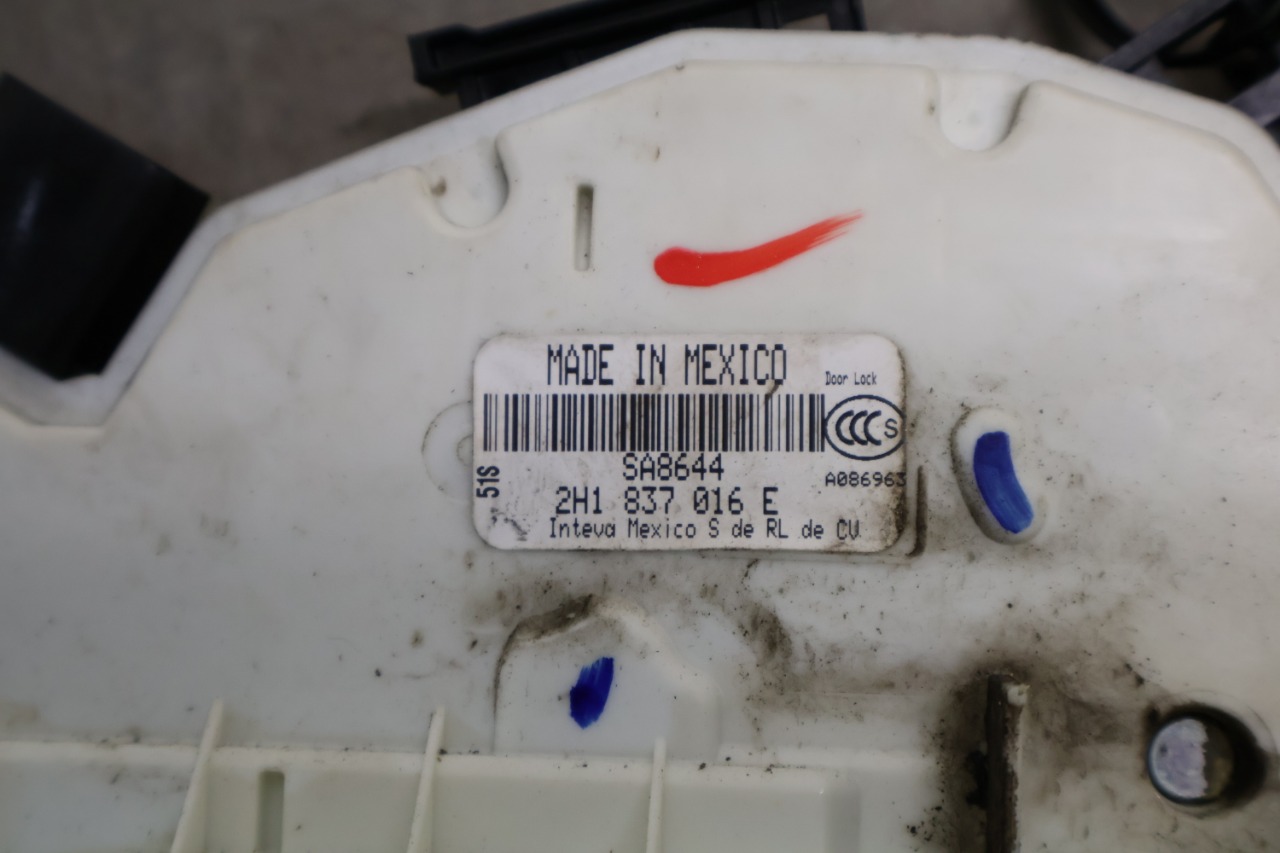 MADE IN MEXICO
Door Lock
CCC S
SA8644
A086963
51S
2H1 837 016 E
Inteva Mexico S de RL de CV